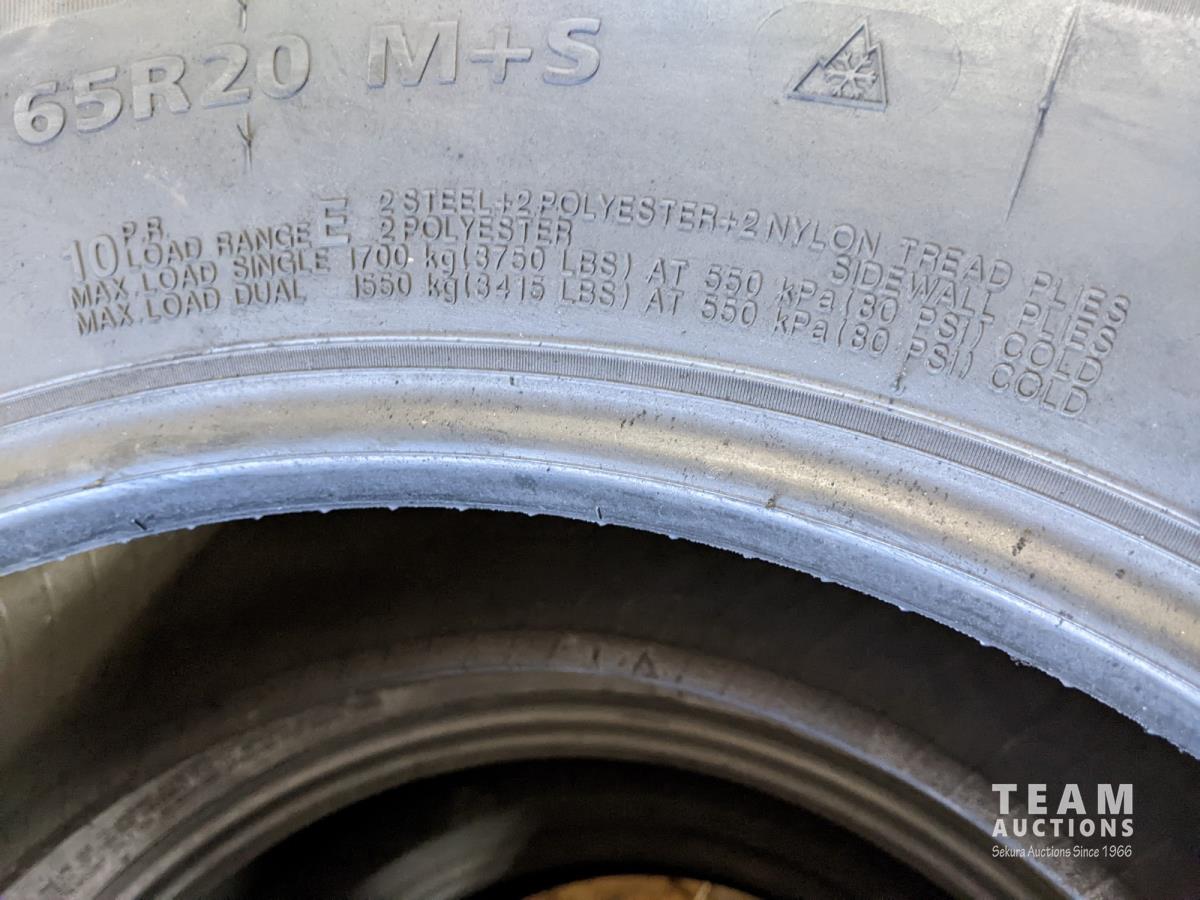 65R20 M+S
10 P.R. LOAD RANGE E 2 STEEL+2 POLYESTER+2 NYLON TREAD PLIES
2 POLYESTER SIDEWALL PLIES
MAX.LOAD SINGLE 1700 kg(3750 LBS) AT 550 kPa(80 PSI) COLD
MAX.LOAD DUAL 1550 kg(3415 LBS) AT 550 kPa(80 PSI) COLD
TEAM
AUCTIONS
Sekura Auctions Since 1966